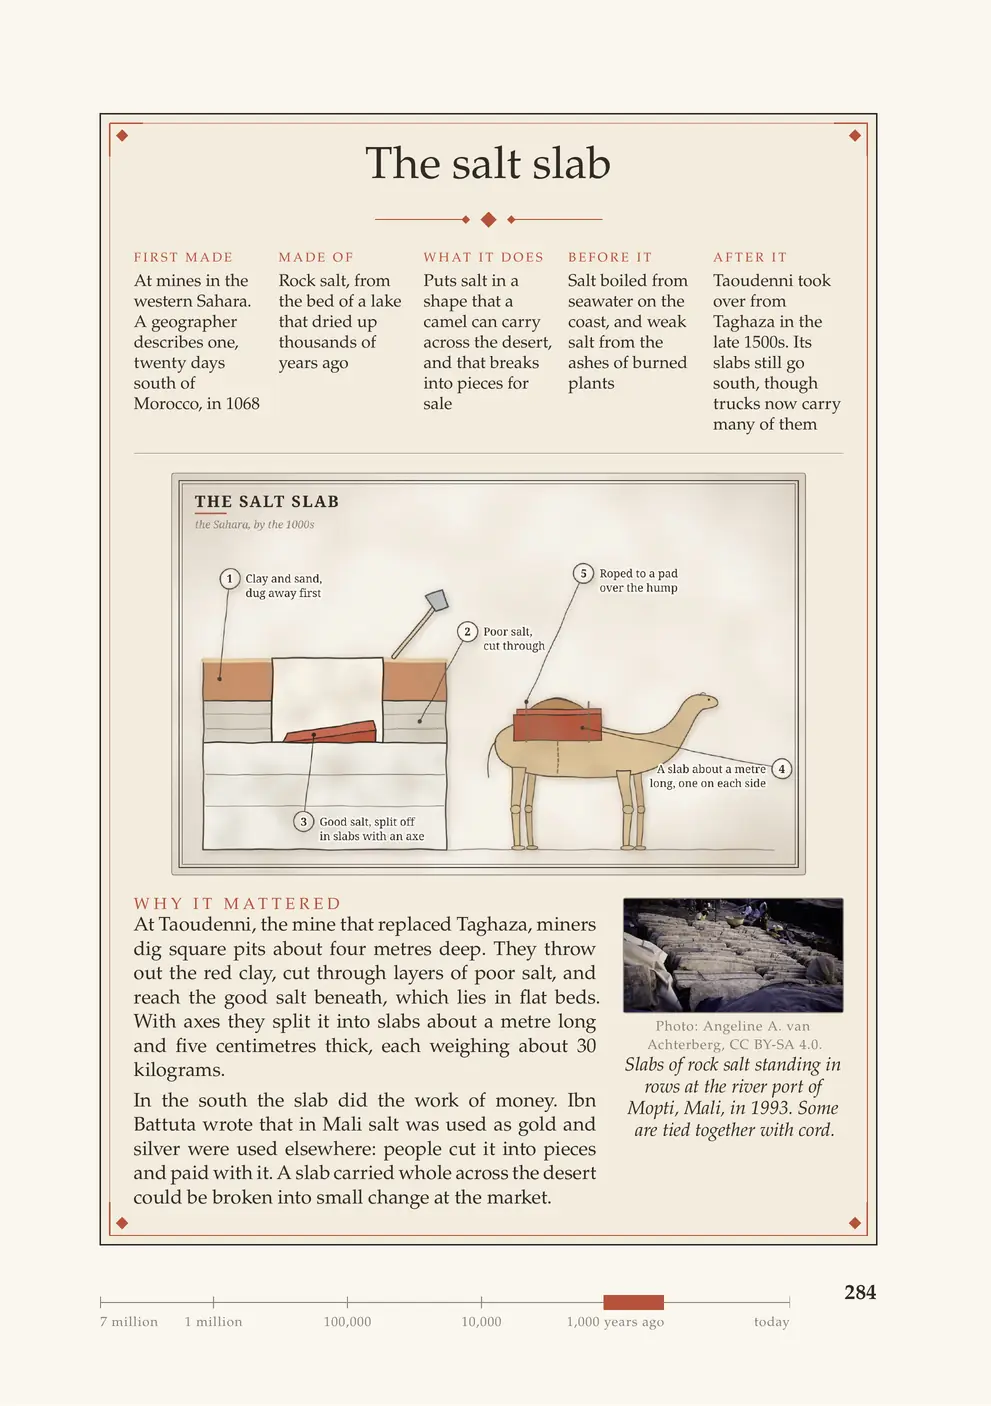 The salt slab
FIRST MADE
At mines in the
western Sahara.
A geographer
describes one,
twenty days
south of
Morocco, in 1068
MADE OF
Rock salt, from
the bed of a lake
that dried up
thousands of
years ago
WHAT IT DOES
Puts salt in a
shape that a
camel can carry
across the desert,
and that breaks
into pieces for
sale
BEFORE IT
Salt boiled from
seawater on the
coast, and weak
salt from the
ashes of burned
plants
AFTER IT
Taoudenni took
over from
Taghaza in the
late 1500s. Its
slabs still go
south, though
trucks now carry
many of them
THE SALT SLAB
the Sahara, by the 1000s
1 Clay and sand,
dug away first
5 Roped to a pad
over the hump
2 Poor salt,
cut through
A slab about a metre 4
long, one on each side
3 Good salt, split off
in slabs with an axe
WHY IT MATTERED
At Taoudenni, the mine that replaced Taghaza, miners
dig square pits about four metres deep. They throw
out the red clay, cut through layers of poor salt, and
reach the good salt beneath, which lies in flat beds.
With axes they split it into slabs about a metre long
and five centimetres thick, each weighing about 30
kilograms.
In the south the slab did the work of money. Ibn
Battuta wrote that in Mali salt was used as gold and
silver were used elsewhere: people cut it into pieces
and paid with it. A slab carried whole across the desert
could be broken into small change at the market.
Photo: Angeline A. van
Achterberg, CC BY-SA 4.0.
Slabs of rock salt standing in
rows at the river port of
Mopti, Mali, in 1993. Some
are tied together with cord.
284
7 million 1 million 100,000 10,000 1,000 years ago today